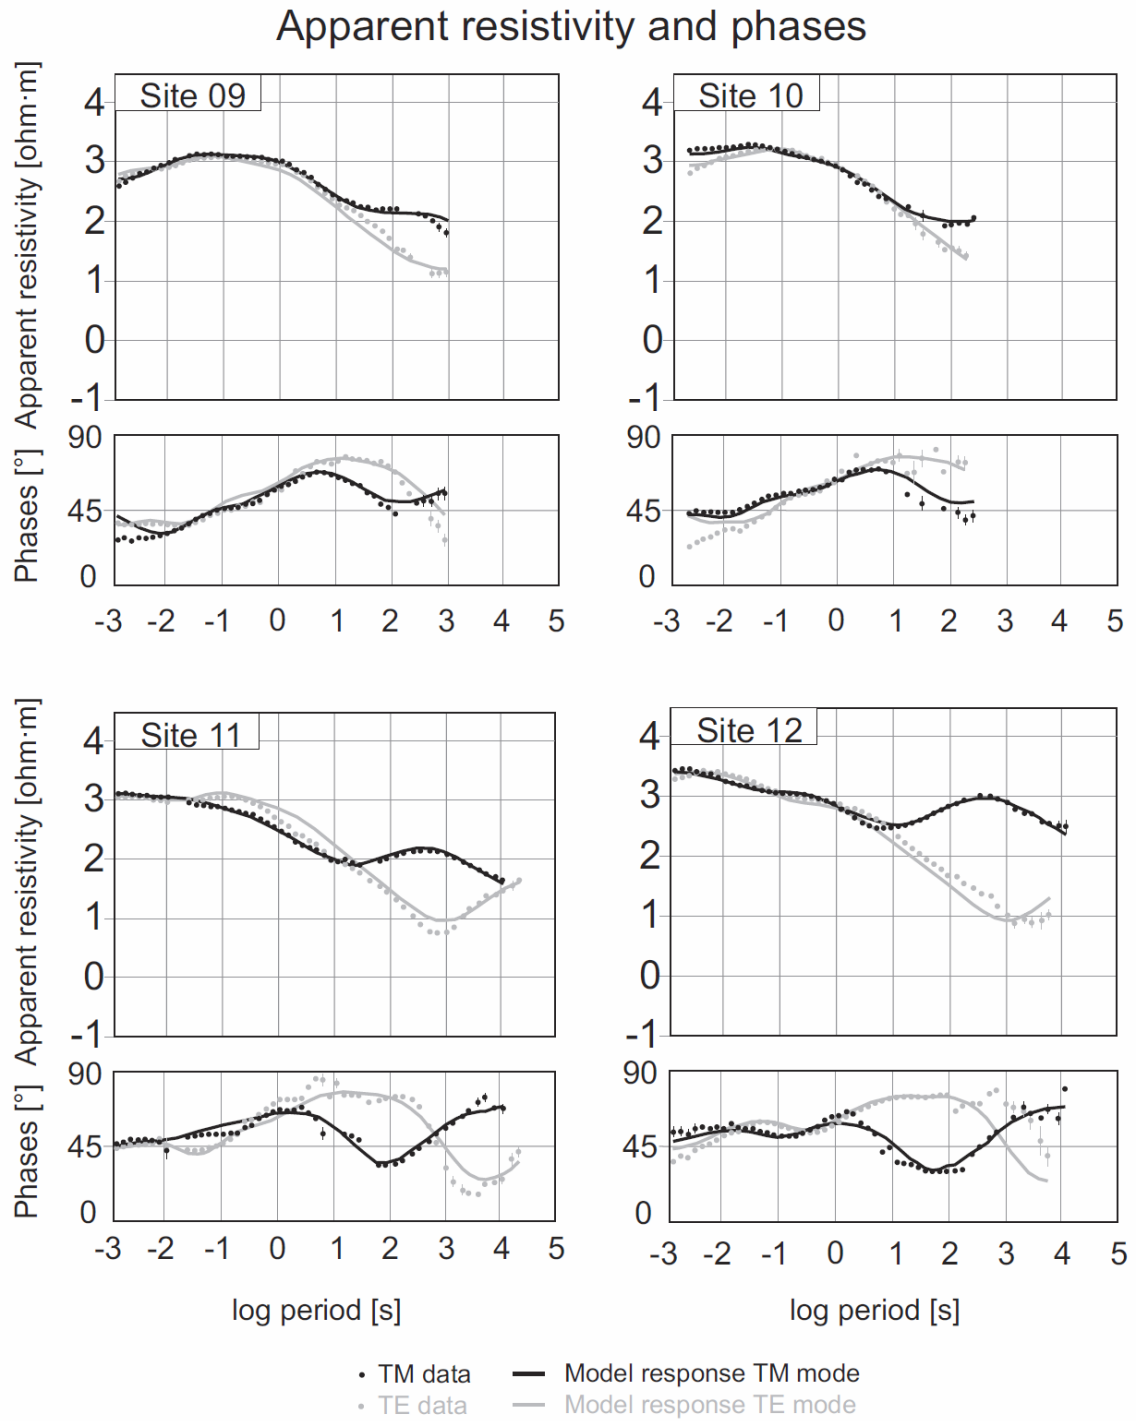 Apparent resistivity and phases
Apparent resistivity [ohm·m]
4
3
2
1
0
-1
Site 09
4
3
2
1
0
-1
Site 10
Phases [°]
90
45
0
-3 -2 -1 0 1 2 3 4 5
90
45
0
-3 -2 -1 0 1 2 3 4 5
Apparent resistivity [ohm·m]
4
3
2
1
0
-1
Site 11
4
3
2
1
0
-1
Site 12
Phases [°]
90
45
0
-3 -2 -1 0 1 2 3 4 5
log period [s]
90
45
0
-3 -2 -1 0 1 2 3 4 5
log period [s]
TM data Model response TM mode
TE data Model response TE mode